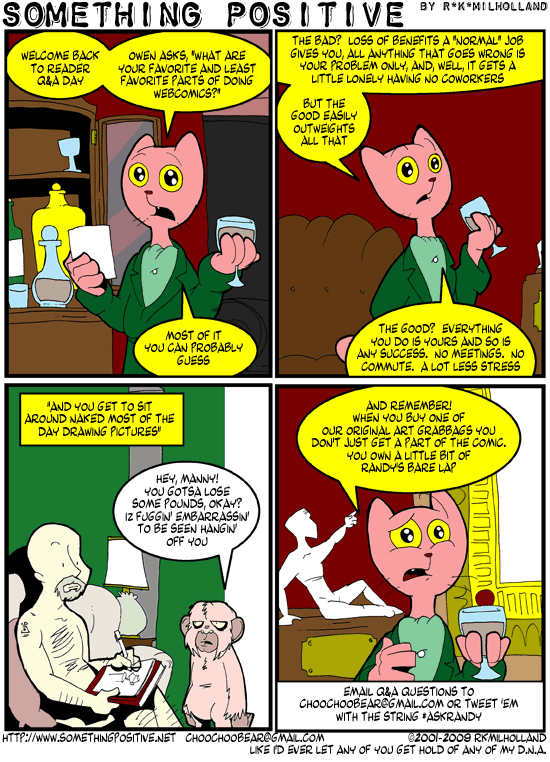 SOMETHING POSITIVE BY R*K*MILHOLLAND
WELCOME BACK
TO READER
Q&A DAY
OWEN ASKS, "WHAT ARE
YOUR FAVORITE AND LEAST
FAVORITE PARTS OF DOING
WEBCOMICS?"
MOST OF IT
YOU CAN PROBABLY
GUESS
THE BAD? LOSS OF BENEFITS A "NORMAL" JOB
GIVES YOU, ALL ANYTHING THAT GOES WRONG IS
YOUR PROBLEM ONLY, AND, WELL, IT GETS A
LITTLE LONELY HAVING NO COWORKERS
BUT THE
GOOD EASILY
OUTWEIGHTS
ALL THAT
THE GOOD? EVERYTHING
YOU DO IS YOURS AND SO IS
ANY SUCCESS. NO MEETINGS. NO
COMMUTE. A LOT LESS STRESS
"AND YOU GET TO SIT
AROUND NAKED MOST OF THE
DAY DRAWING PICTURES"
HEY, MANNY!
YOU GOTSA LOSE
SOME POUNDS, OKAY?
IZ FUGGIN' EMBARRASSIN'
TO BE SEEN HANGIN'
OFF YOU
AND REMEMBER!
WHEN YOU BUY ONE OF
OUR ORIGINAL ART GRABBAGS YOU
DON'T JUST GET A PART OF THE COMIC.
YOU OWN A LITTLE BIT OF
RANDY'S BARE LAP
EMAIL Q&A QUESTIONS TO
CHOOCHOOBEAR@GMAIL.COM OR TWEET 'EM
WITH THE STRING #ASKRANDY
HTTP://WWW.SOMETHINGPOSITIVE.NET CHOOCHOOBEAR@GMAIL.COM ©2001-2009 RKMILHOLLAND
LIKE I'D EVER LET ANY OF YOU GET HOLD OF ANY OF MY D.N.A.